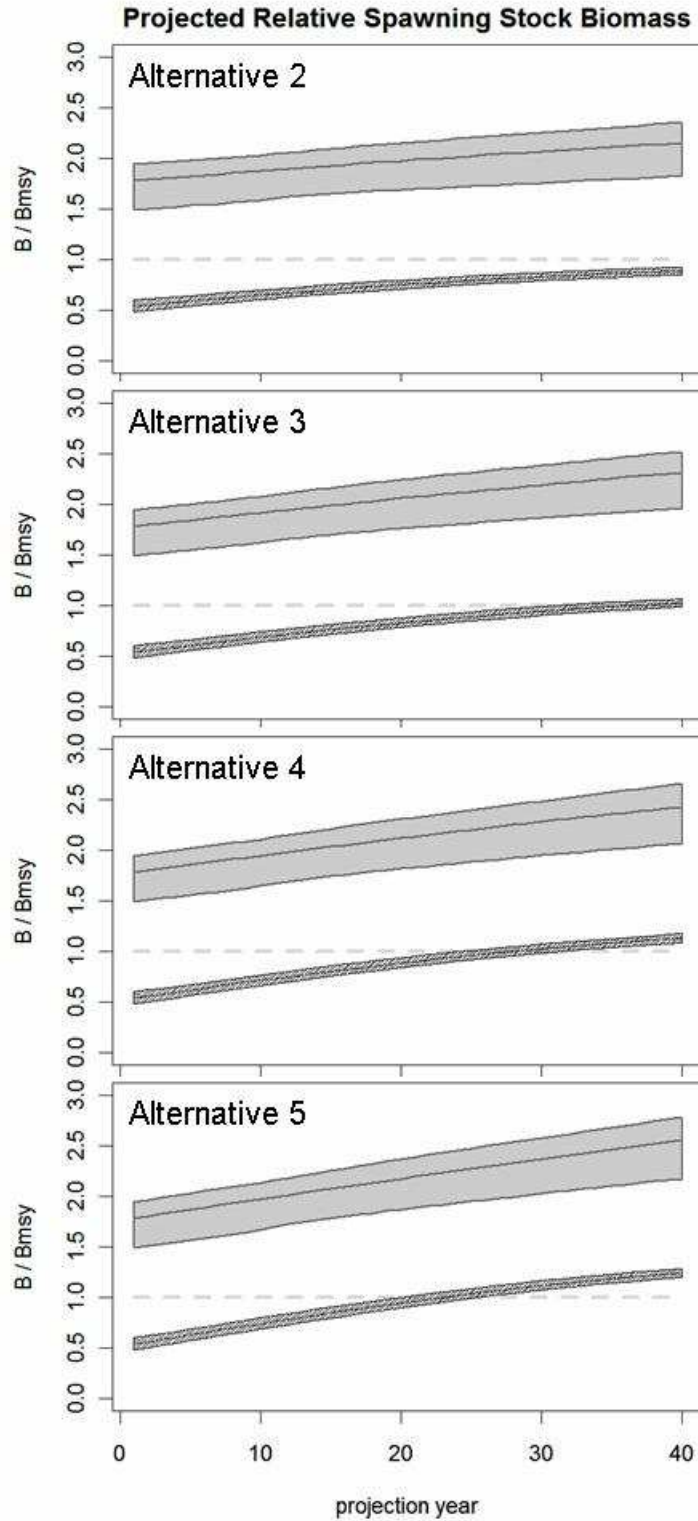 Projected Relative Spawning Stock Biomass
Alternative 2
B / Bmsy
3.0
2.5
2.0
1.5
1.0
0.5
0.0
Alternative 3
B / Bmsy
3.0
2.5
2.0
1.5
1.0
0.5
0.0
Alternative 4
B / Bmsy
3.0
2.5
2.0
1.5
1.0
0.5
0.0
Alternative 5
B / Bmsy
3.0
2.5
2.0
1.5
1.0
0.5
0.0
0 10 20 30 40
projection year